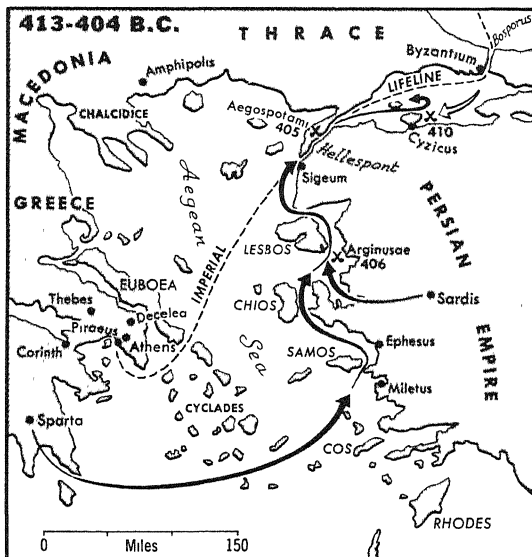 413-404 B.C.
THRACE
Bosporus
Byzantium
MACEDONIA
Amphipolis
LIFELINE
CHALCIDICE
Aegospotami
405
410
Cyzicus
Hellespont
Sigeum
Aegean
Sea
GREECE
PERSIAN
EMPIRE
LESBOS
Arginusae
406
IMPERIAL
EUBOEA
Thebes
Decelea
CHIOS
Sardis
Piraeus
Athens
Corinth
SAMOS
Ephesus
CYCLADES
Miletus
Sparta
COS
RHODES
0
150
Miles